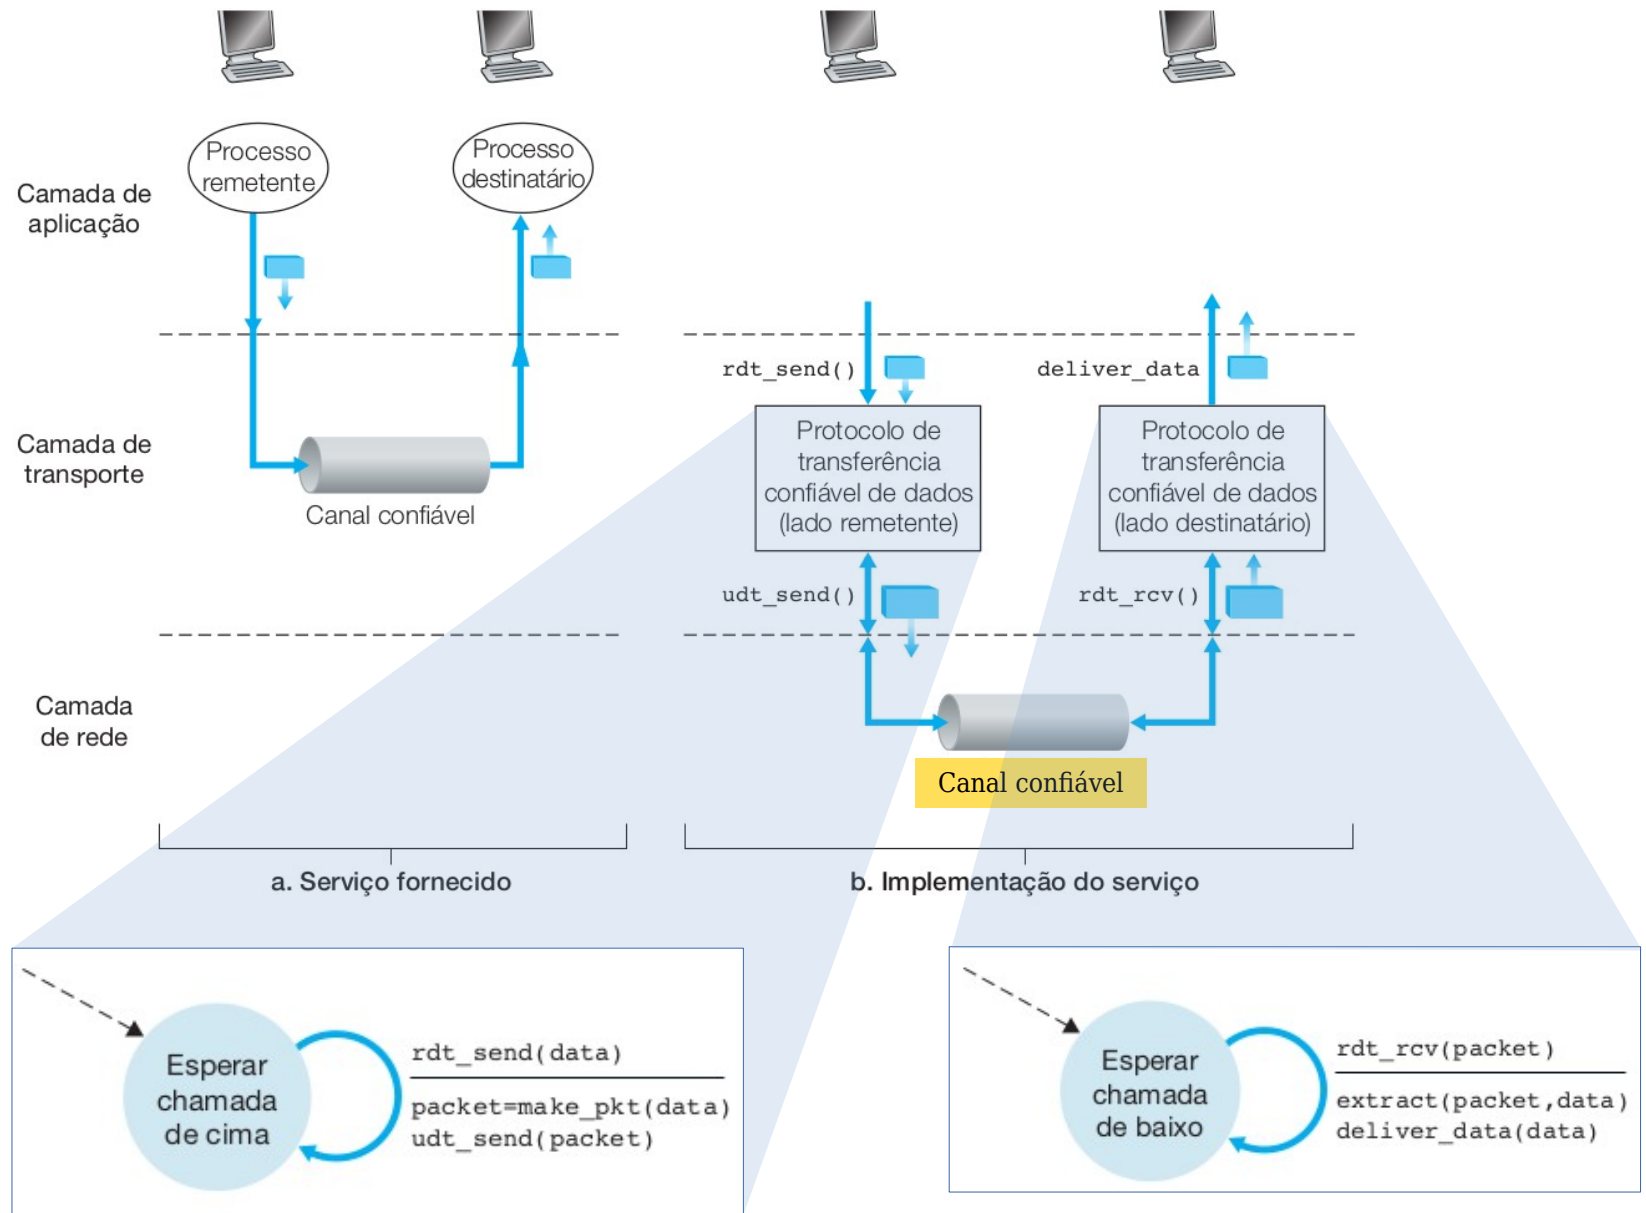 Processo
remetente
Processo
destinatário
Camada de
aplicação
rdt_send()
deliver_data
Camada de
transporte
Canal confiável
Protocolo de
transferência
confiável de dados
(lado remetente)
Protocolo de
transferência
confiável de dados
(lado destinatário)
udt_send()
rdt_rcv()
Camada
de rede
Canal confiável
a. Serviço fornecido
b. Implementação do serviço
Esperar
chamada
de cima
rdt_send(data)
packet=make_pkt(data)
udt_send(packet)
Esperar
chamada
de baixo
rdt_rcv(packet)
extract(packet,data)
deliver_data(data)